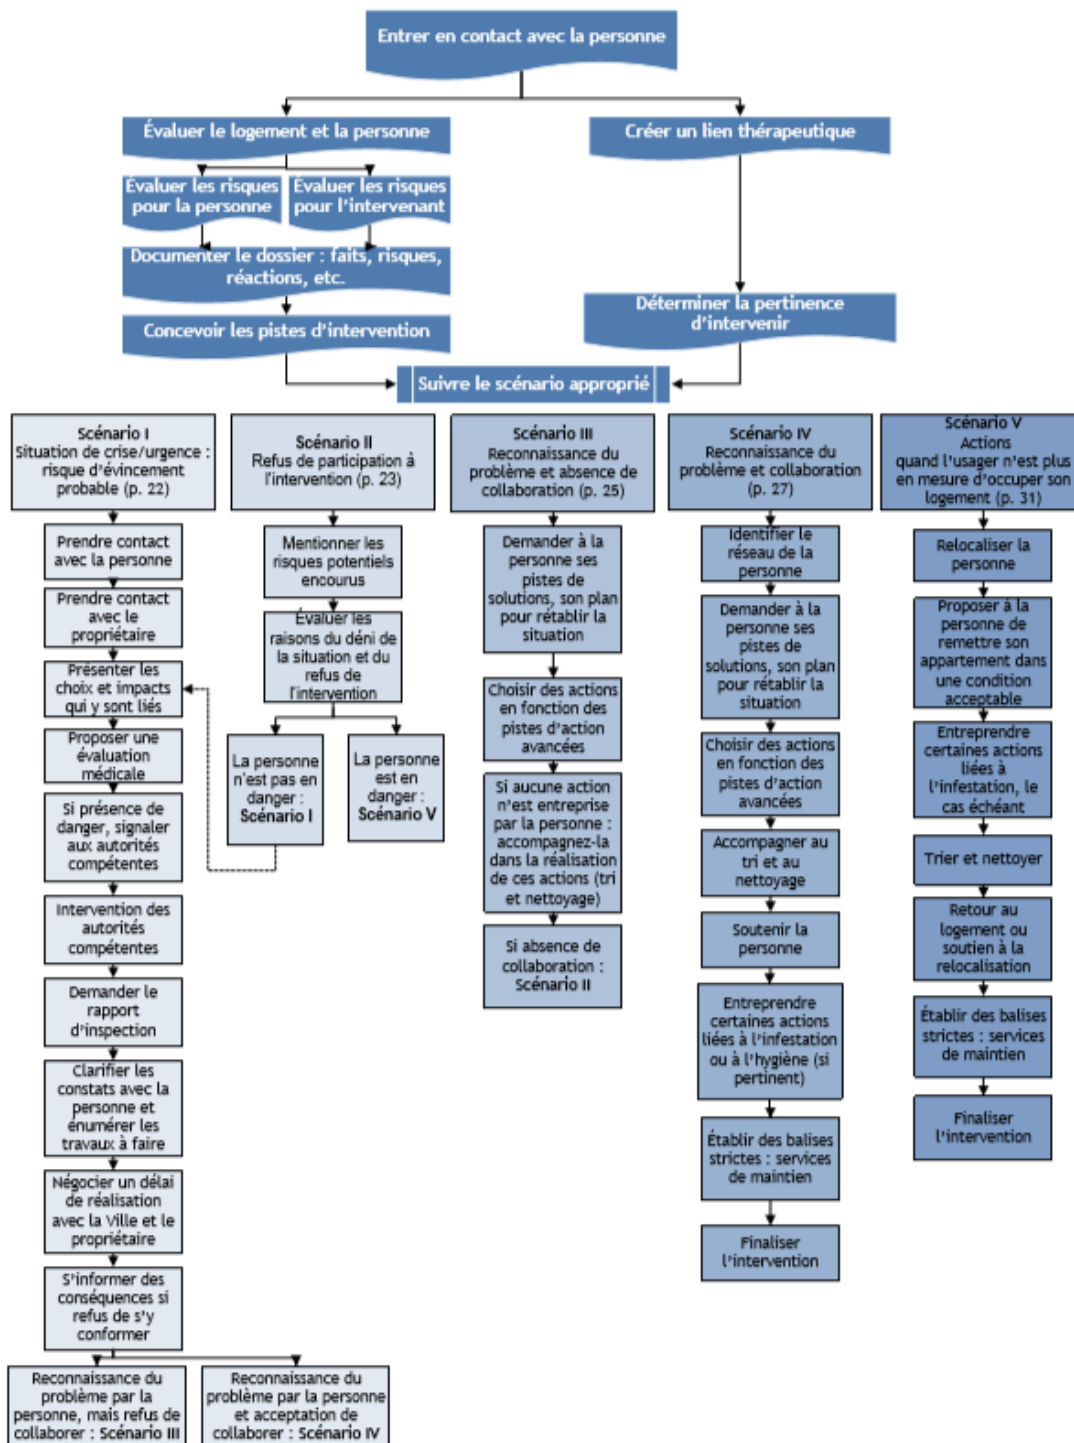 Entrer en contact avec la personne
Évaluer le logement et la personne
Créer un lien thérapeutique
Évaluer les risques
pour la personne
Évaluer les risques
pour l'intervenant
Documenter le dossier : faits, risques,
réactions, etc.
Concevoir les pistes d'intervention
Déterminer la pertinence
d'intervenir
Suivre le scénario approprié
Scénario I
Situation de crise/urgence :
risque d'évincement
probable (p. 22)
Prendre contact
avec la personne
Prendre contact
avec le
propriétaire
Présenter les
choix et impacts
qui y sont liés
Proposer une
évaluation
médicale
Si présence de
danger, signaler
aux autorités
compétentes
Intervention des
autorités
compétentes
Demander le
rapport
d'inspection
Clarifier les
constats avec la
personne et
énumérer les
travaux à faire
Négocier un délai
de réalisation
avec la Ville et le
propriétaire
S'informer des
conséquences si
refus de s'y
conformer
Reconnaissance du
problème par la
personne, mais refus de
collaborer : Scénario III
Reconnaissance du
problème par la personne
et acceptation de
collaborer : Scénario IV
Scénario II
Refus de participation à
l'intervention (p. 23)
Mentionner les
risques potentiels
encourus
Évaluer les
raisons du déni de
la situation et du
refus de
l'intervention
La personne
n'est pas en
danger :
Scénario I
La personne
est en
danger :
Scénario V
Scénario III
Reconnaissance du
problème et absence de
collaboration (p. 25)
Demander à la
personne ses
pistes de
solutions, son plan
pour rétablir la
situation
Choisir des actions
en fonction des
pistes d'action
avancées
Si aucune action
n'est entreprise
par la personne :
accompagnez-la
dans la réalisation
de ces actions (tri
et nettoyage)
Si absence de
collaboration :
Scénario II
Scénario IV
Reconnaissance du
problème et collaboration
(p. 27)
Identifier le
réseau de la
personne
Demander à la
personne ses
pistes de
solutions, son plan
pour rétablir la
situation
Choisir des actions
en fonction des
pistes d'action
avancées
Accompagner au
tri et au
nettoyage
Soutenir la
personne
Entreprendre
certaines actions
liées à l'infestation
ou à l'hygiène (si
pertinent)
Établir des balises
strictes : services
de maintien
Finaliser
l'intervention
Scénario V
Actions
quand l'usager n'est plus
en mesure d'occuper son
logement (p. 31)
Relocaliser la
personne
Proposer à la
personne de
remettre son
appartement dans
une condition
acceptable
Entreprendre
certaines actions
liées à
l'infestation, le
cas échéant
Trier et nettoyer
Retour au
logement ou
soutien à la
relocalisation
Établir des balises
strictes : services
de maintien
Finaliser
l'intervention